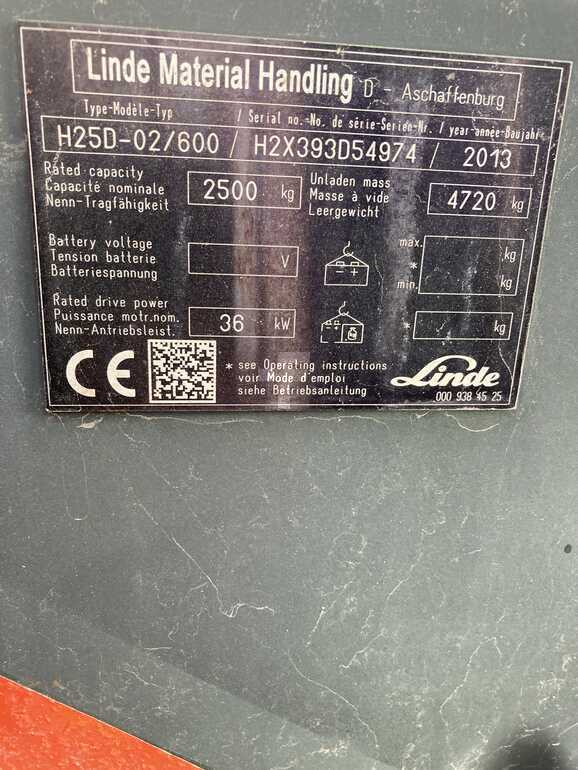 Linde Material Handling D - Aschaffenburg
Type-Modèle-Typ / Serial no.-No. de série-Serien-Nr. / year-année-Baujahr
H25D-02/600 / H2X393D54974 / 2013
Rated capacity
Capacité nominale
Nenn-Tragfähigkeit
2500 kg
Unladen mass
Masse à vide
Leergewicht
4720 kg
Battery voltage
Tension batterie
Batteriespannung
V
max. kg
*
min. kg
Rated drive power
Puissance motr.nom.
Nenn-Antriebsleist.
36 kW
* kg
CE
* see Operating instructions
voir Mode d'emploi
siehe Betriebsanleitung
Linde
000 938 45 25